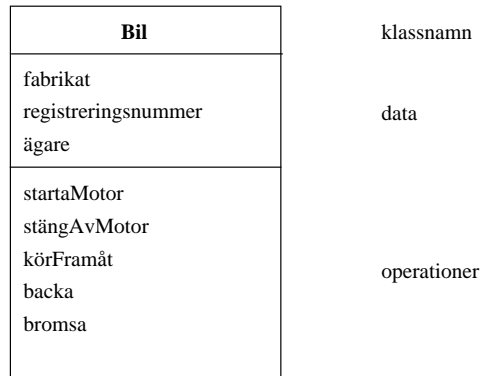 Bil
klassnamn
fabrikat
registreringsnummer
data
ägare
startaMotor
stängAvMotor
körFramåt
operationer
backa
bromsa